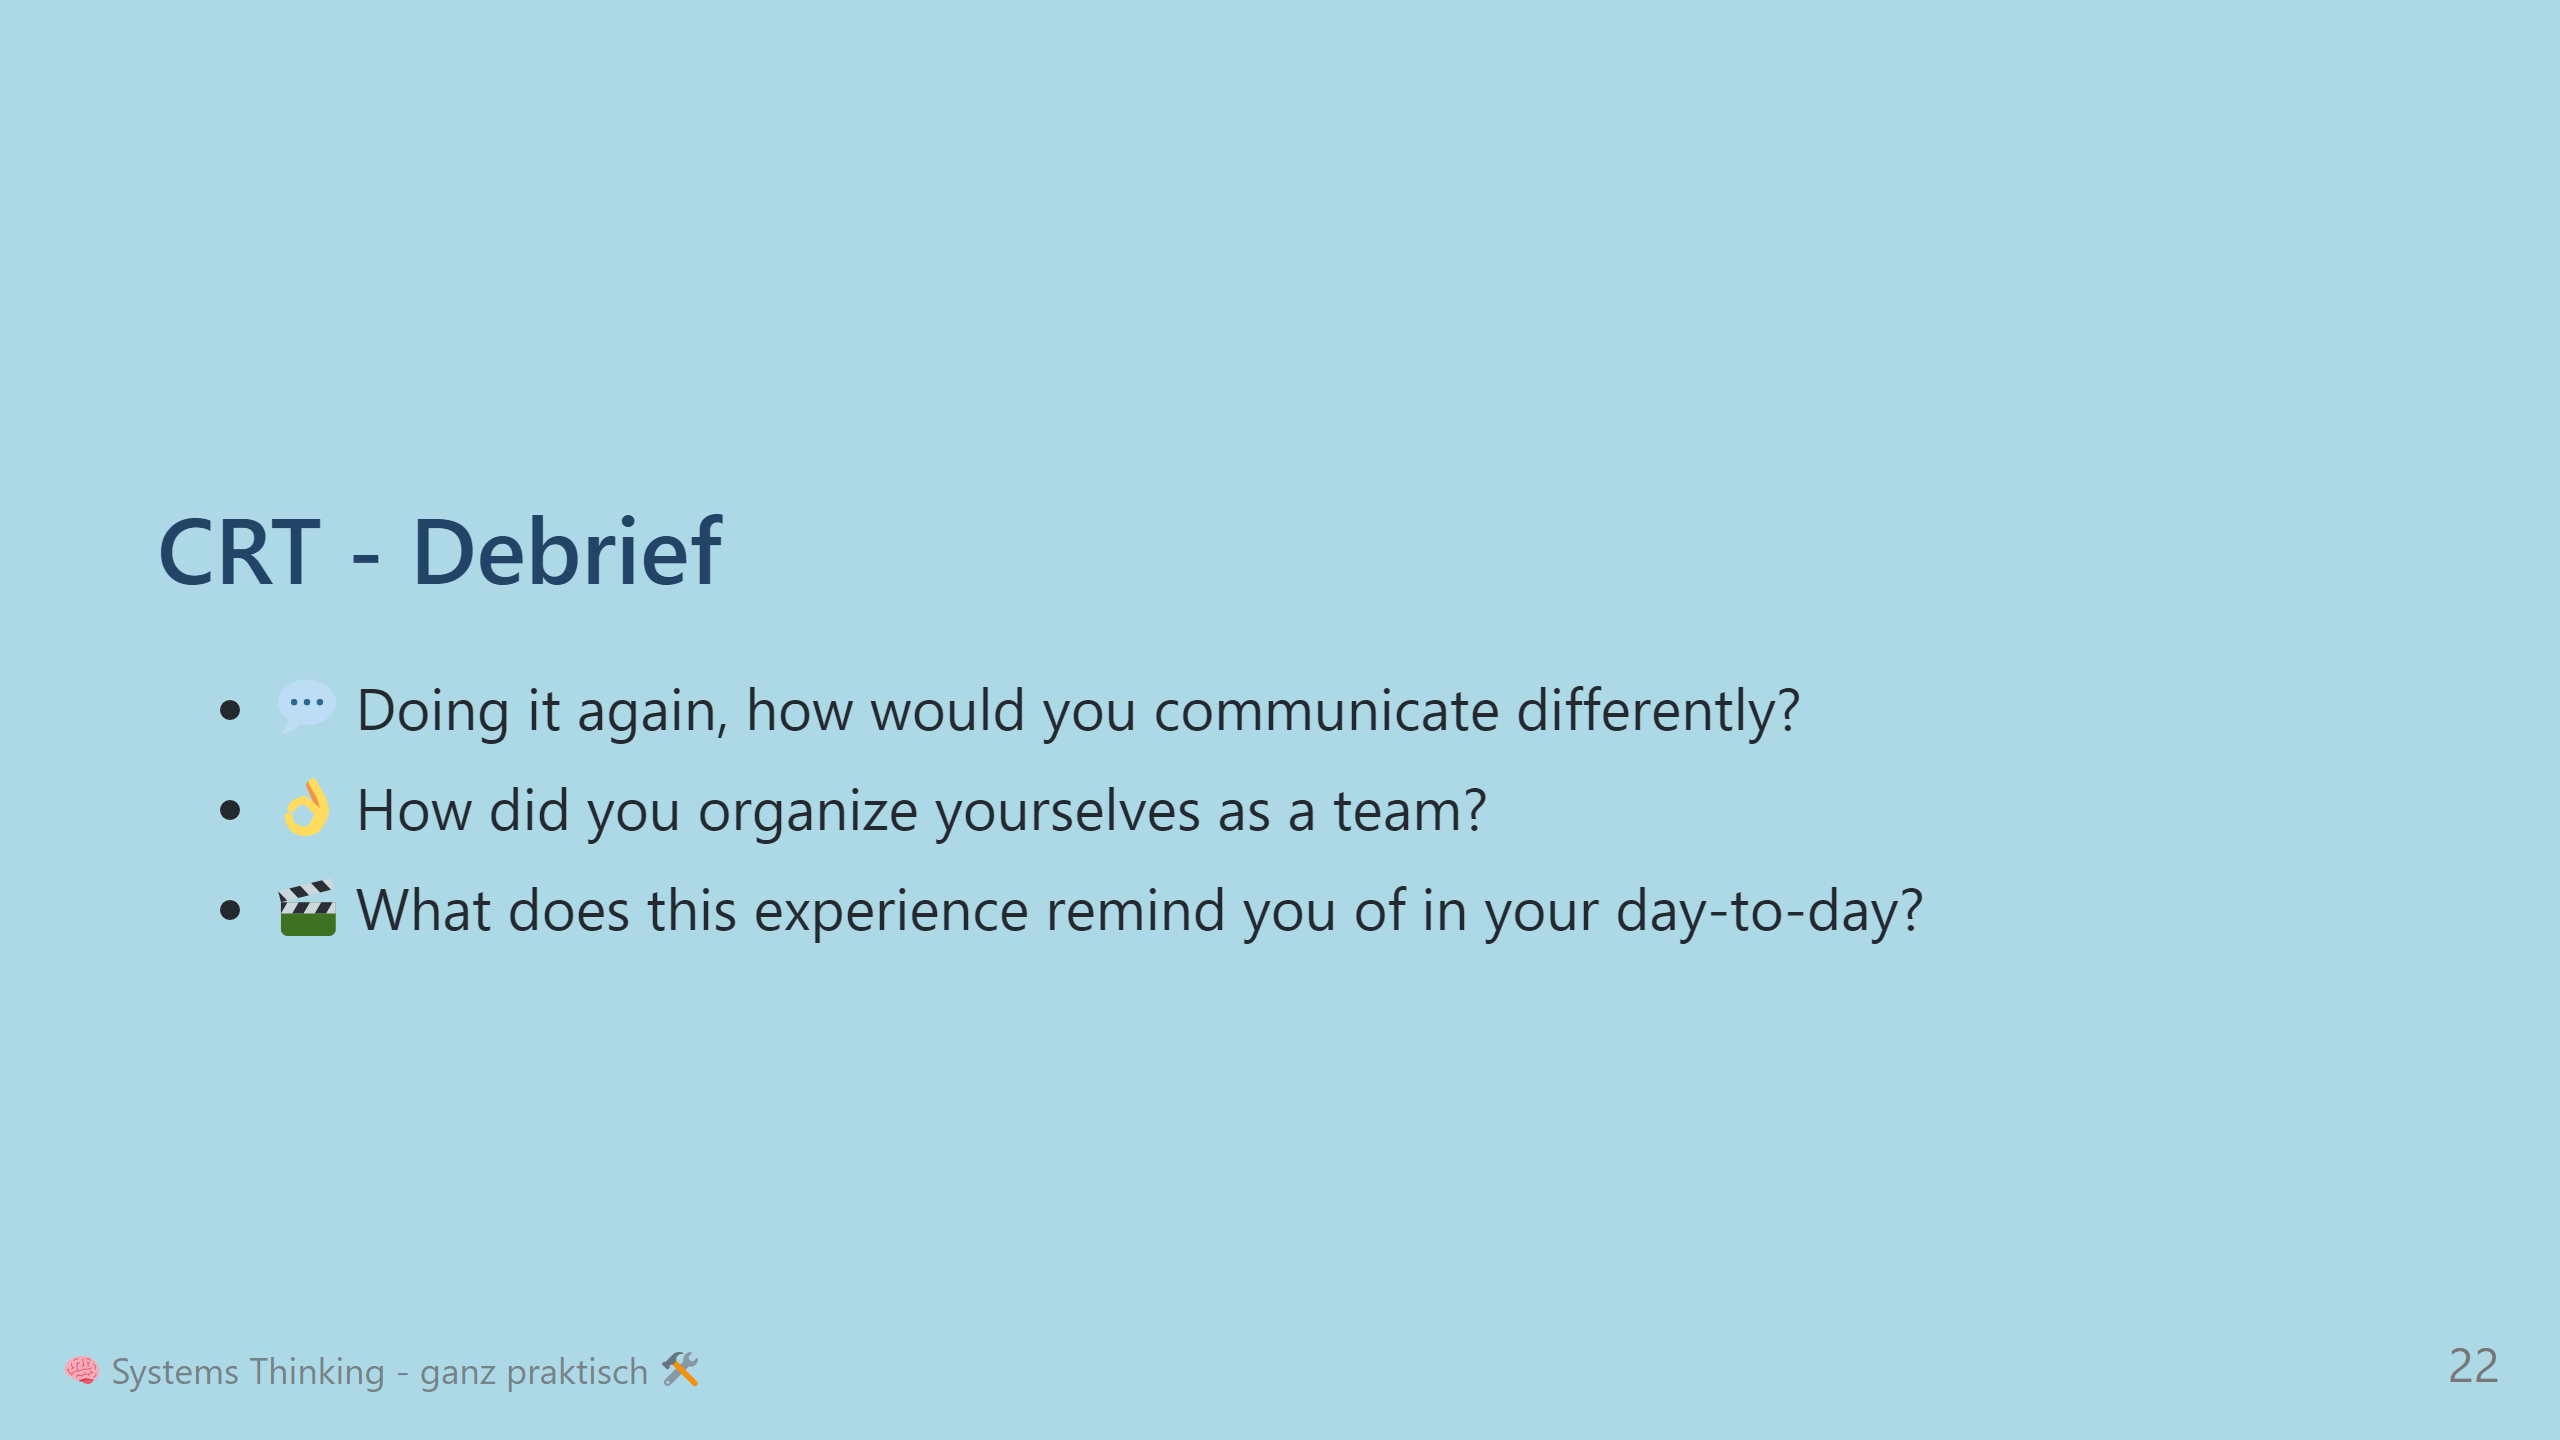 CRT - Debrief
• 💬 Doing it again, how would you communicate differently?
• 👌 How did you organize yourselves as a team?
• 🎬 What does this experience remind you of in your day-to-day?
🧠 Systems Thinking - ganz praktisch 🛠️
22